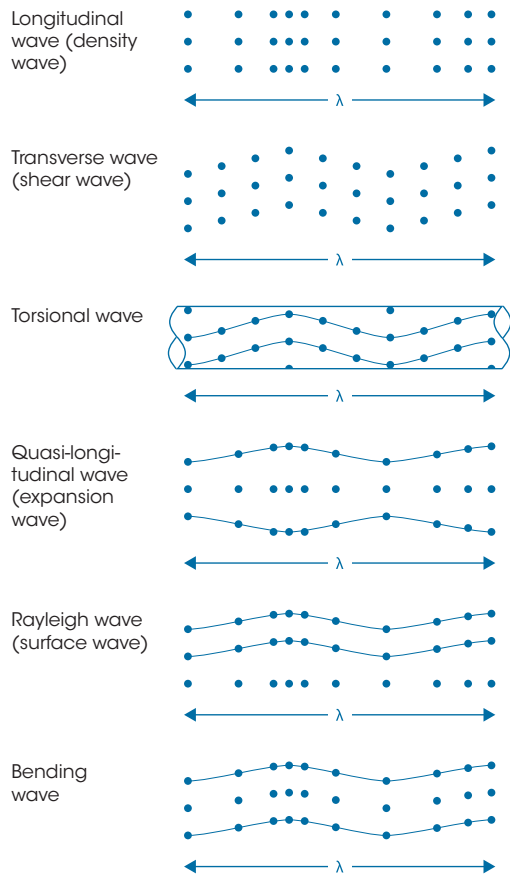 Longitudinal
wave (density
wave)
λ
Transverse wave
(shear wave)
λ
Torsional wave
λ
Quasi-longi-
tudinal wave
(expansion
wave)
λ
Rayleigh wave
(surface wave)
λ
Bending
wave
λ